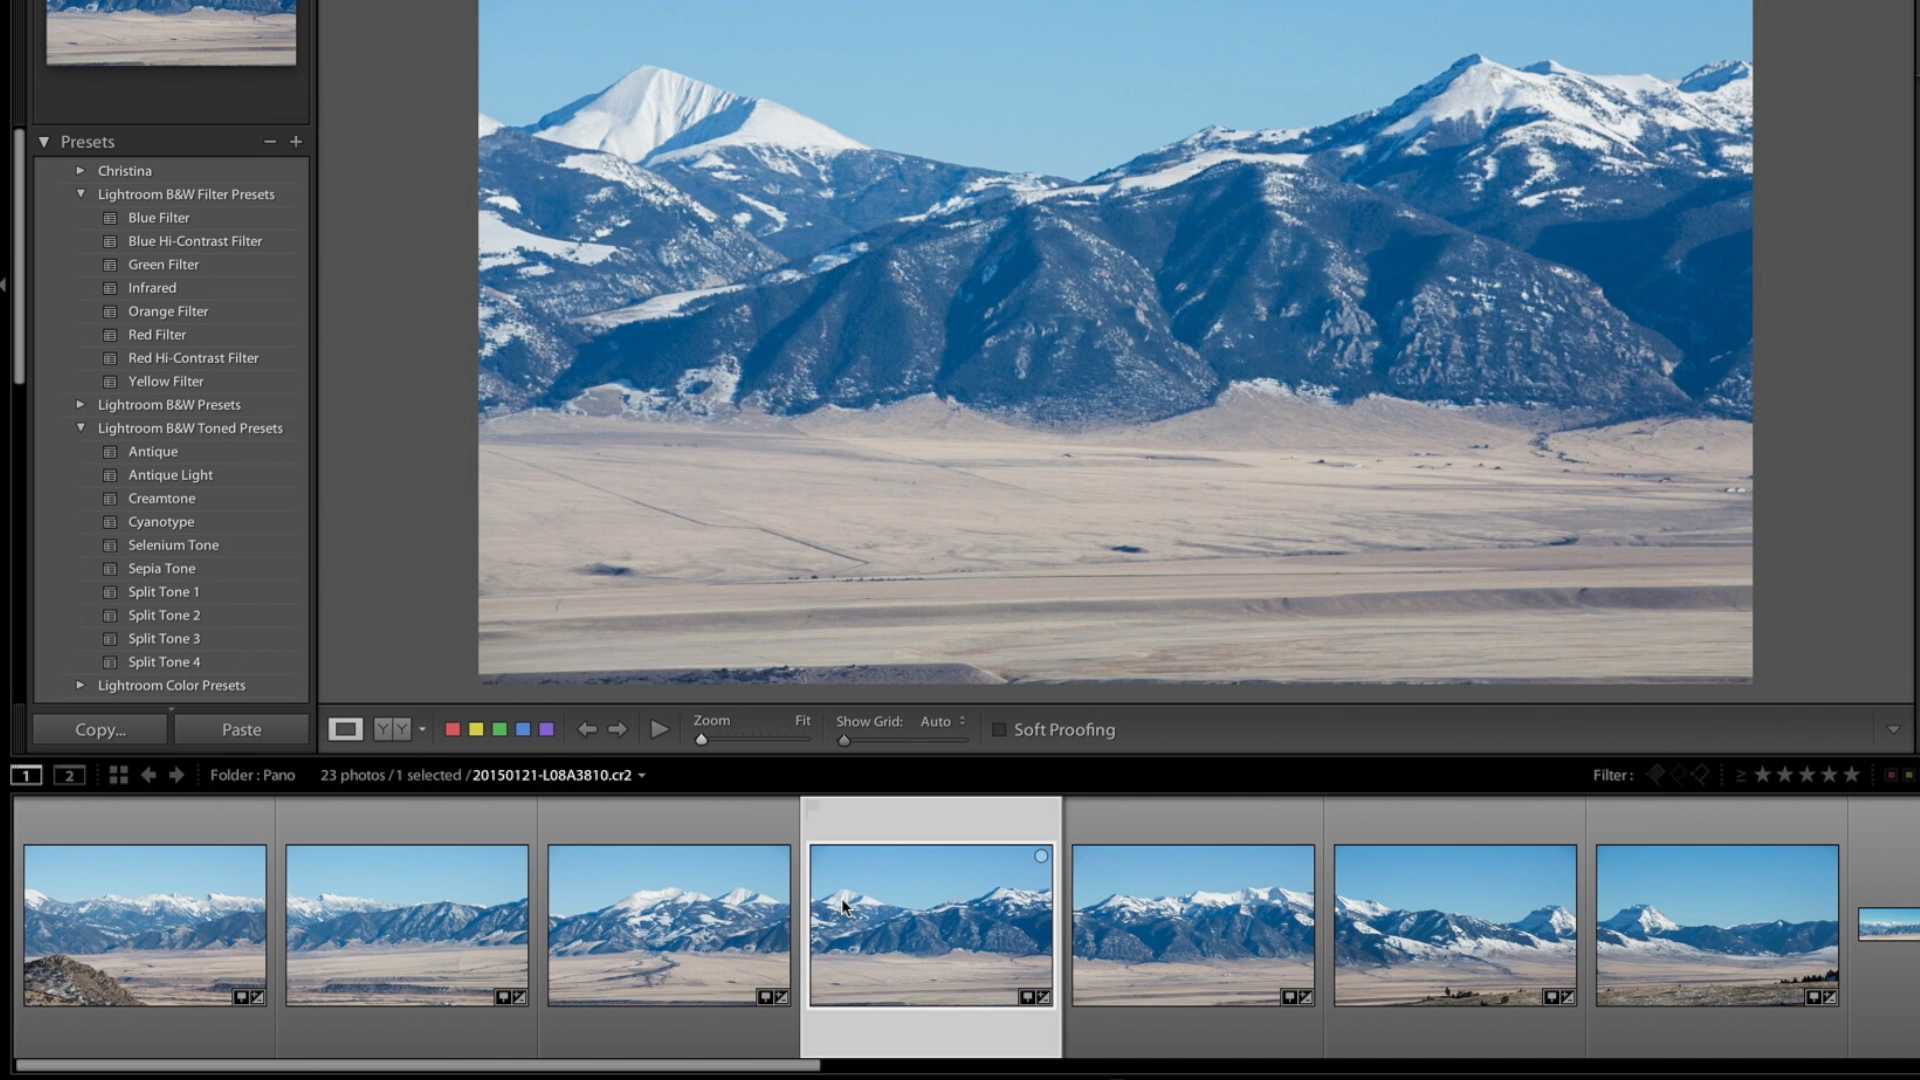 Presets
Christina
Lightroom B&W Filter Presets
Blue Filter
Blue Hi-Contrast Filter
Green Filter
Infrared
Orange Filter
Red Filter
Red Hi-Contrast Filter
Yellow Filter
Lightroom B&W Presets
Lightroom B&W Toned Presets
Antique
Antique Light
Creamtone
Cyanotype
Selenium Tone
Sepia Tone
Split Tone 1
Split Tone 2
Split Tone 3
Split Tone 4
Lightroom Color Presets
Copy... Paste
Y Y Zoom Fit Show Grid: Auto Soft Proofing
1 2 Folder : Pano 23 photos / 1 selected / 20150121-L08A3810.cr2 Filter : ≥